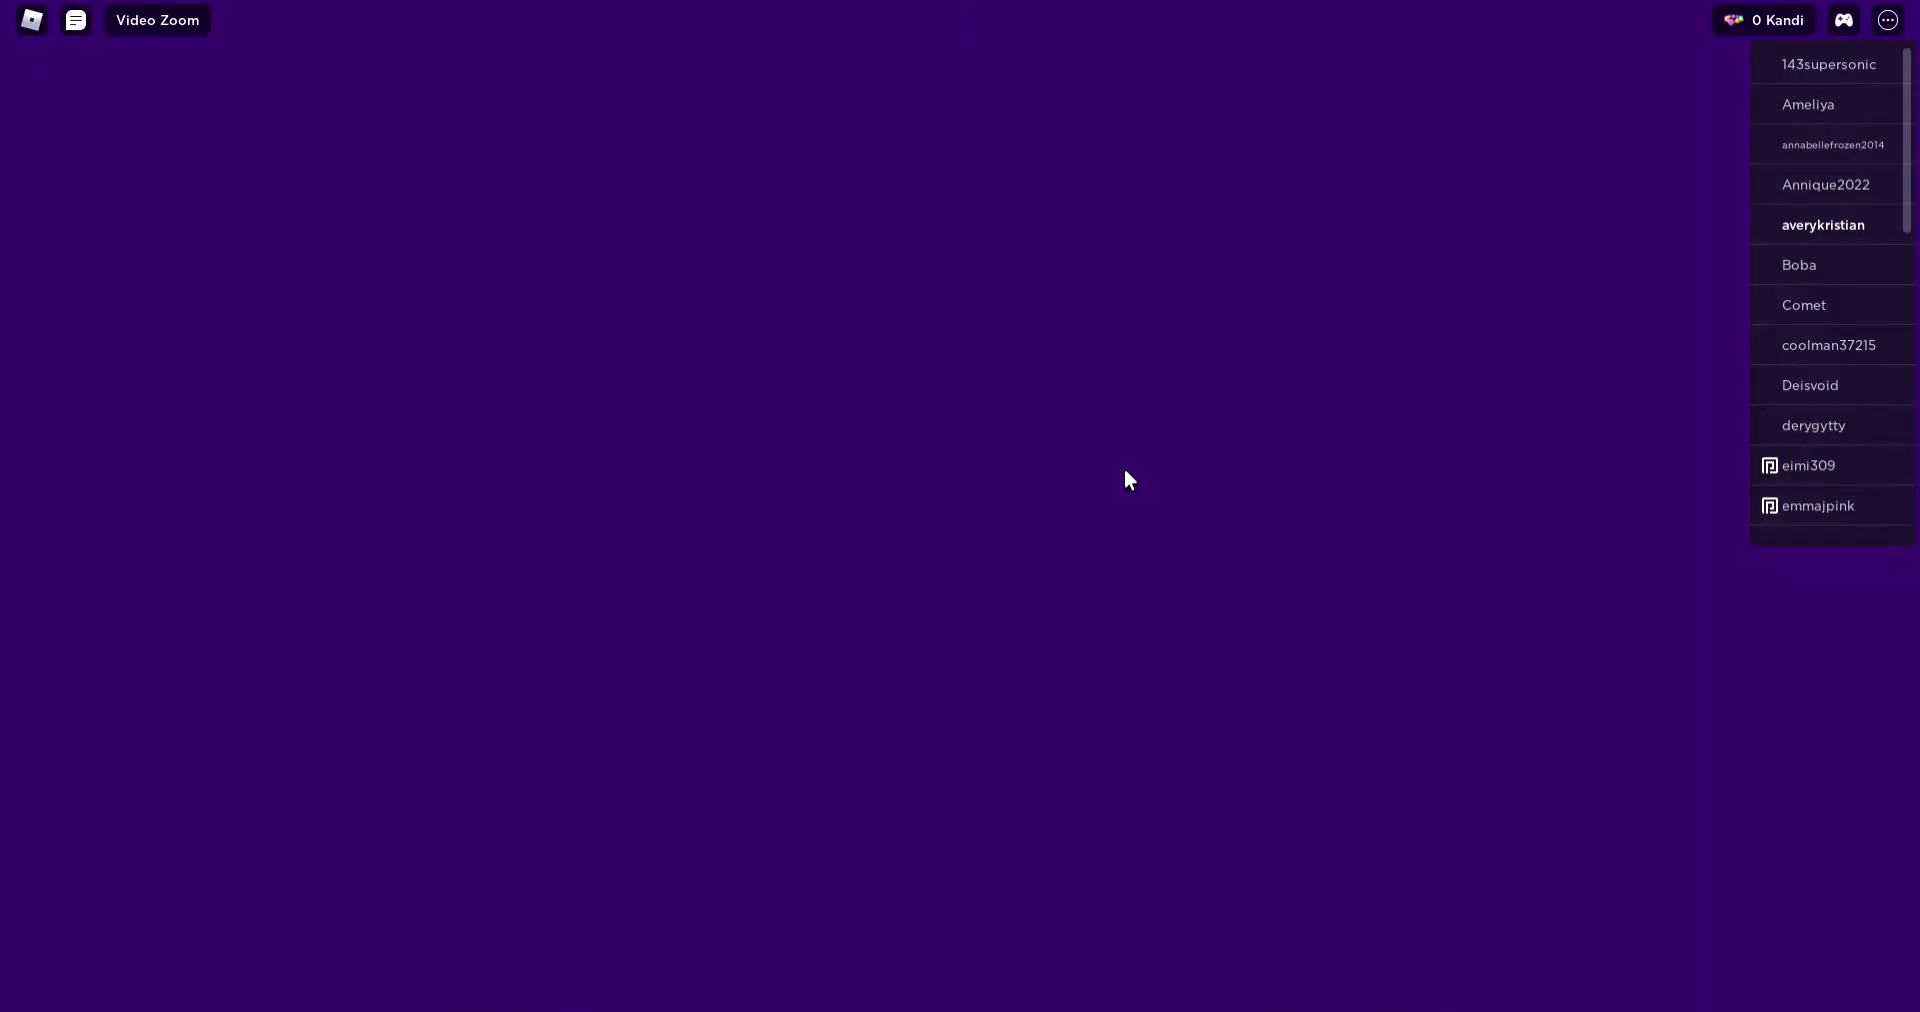 Video Zoom
0 Kandi
143supersonic
Ameliya
annabellefrozen2014
Annique2022
averykristian
Boba
Comet
coolman37215
Deisvoid
derygytty
eimi309
emmajpink